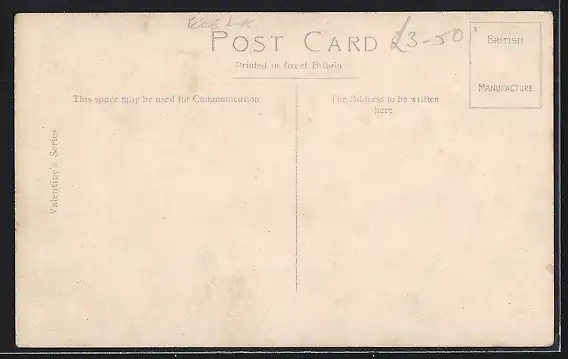 POST CARD
£3-50
Printed in Great Britain
BRITISH
MANUFACTURE
This space may be used for Communication
The Address to be written
here
Valentine's Series